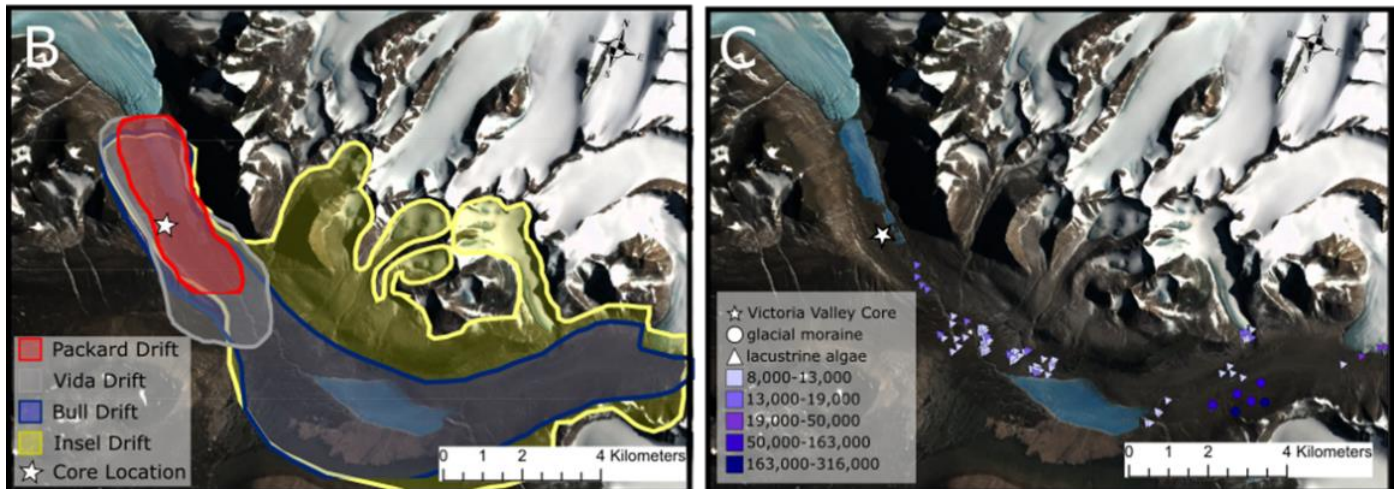 B
N
W
E
S
Packard Drift
Vida Drift
Bull Drift
Insel Drift
Core Location
0 2 4 Kilometers
C
N
W
E
S
Victoria Valley Core
glacial moraine
lacustrine algae
8,000-13,000
13,000-19,000
19,000-50,000
50,000-163,000
163,000-316,000
0 1 2 4 Kilometers